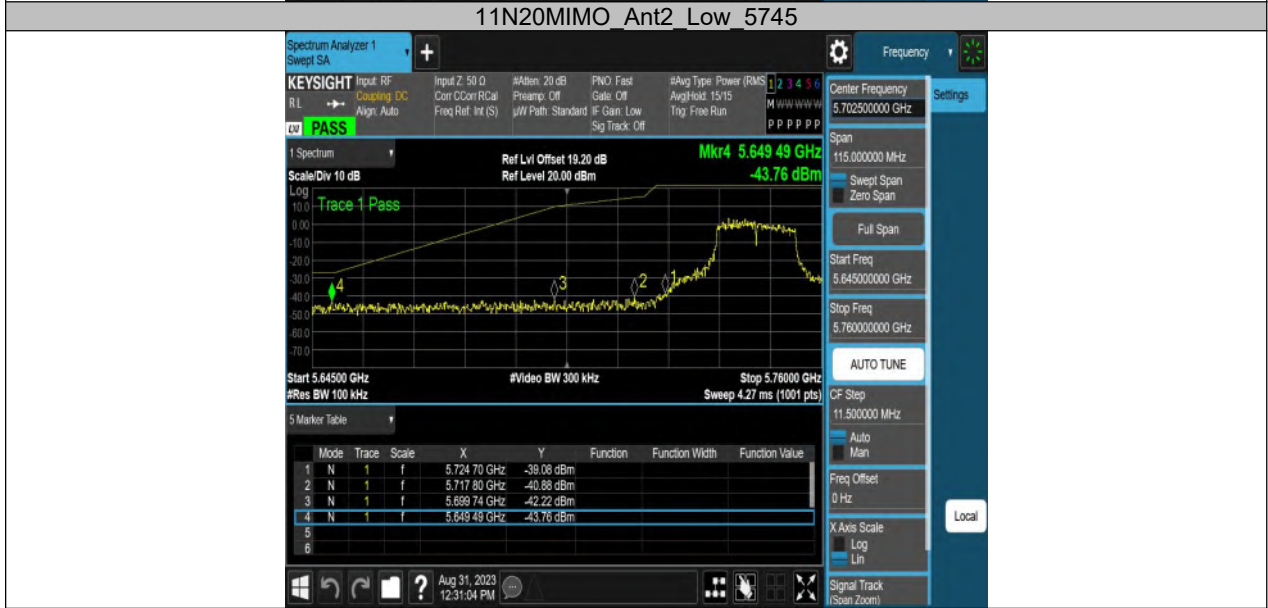 11N20MIMO_Ant2_Low_5745
Spectrum Analyzer 1
Swept SA
+
Frequency
KEYSIGHT
RL
LXI
PASS
Input: RF
Coupling: DC
Align: Auto
Input Z: 50 Ω
Corr CCorr RCal
Freq Ref: Int (S)
#Atten: 20 dB
Preamp: Off
µW Path: Standard
PNO: Fast
Gate: Off
IF Gain: Low
Sig Track: Off
#Avg Type: Power (RMS
Avg|Hold: 15/15
Trig: Free Run
1 2 3 4 5 6
M W W W W W
P P P P P P
1 Spectrum
Scale/Div 10 dB
Ref Lvl Offset 19.20 dB
Ref Level 20.00 dBm
Mkr4 5.649 49 GHz
-43.76 dBm
Log
Trace 1 Pass
10.0
0.00
-10.0
-20.0
-30.0
-40.0
-50.0
-60.0
-70.0
4
3
2
1
Start 5.64500 GHz
#Res BW 100 kHz
#Video BW 300 kHz
Stop 5.76000 GHz
Sweep 4.27 ms (1001 pts)
5 Marker Table
Mode Trace Scale X Y Function Function Width Function Value
1 N 1 f 5.724 70 GHz -39.08 dBm
2 N 1 f 5.717 80 GHz -40.88 dBm
3 N 1 f 5.699 74 GHz -42.22 dBm
4 N 1 f 5.649 49 GHz -43.76 dBm
5
6
?
Aug 31, 2023
12:31:04 PM
Center Frequency
5.702500000 GHz
Settings
Span
115.000000 MHz
Swept Span
Zero Span
Full Span
Start Freq
5.645000000 GHz
Stop Freq
5.760000000 GHz
AUTO TUNE
CF Step
11.500000 MHz
Auto
Man
Freq Offset
0 Hz
X Axis Scale
Log
Lin
Signal Track
(Span Zoom)
Local